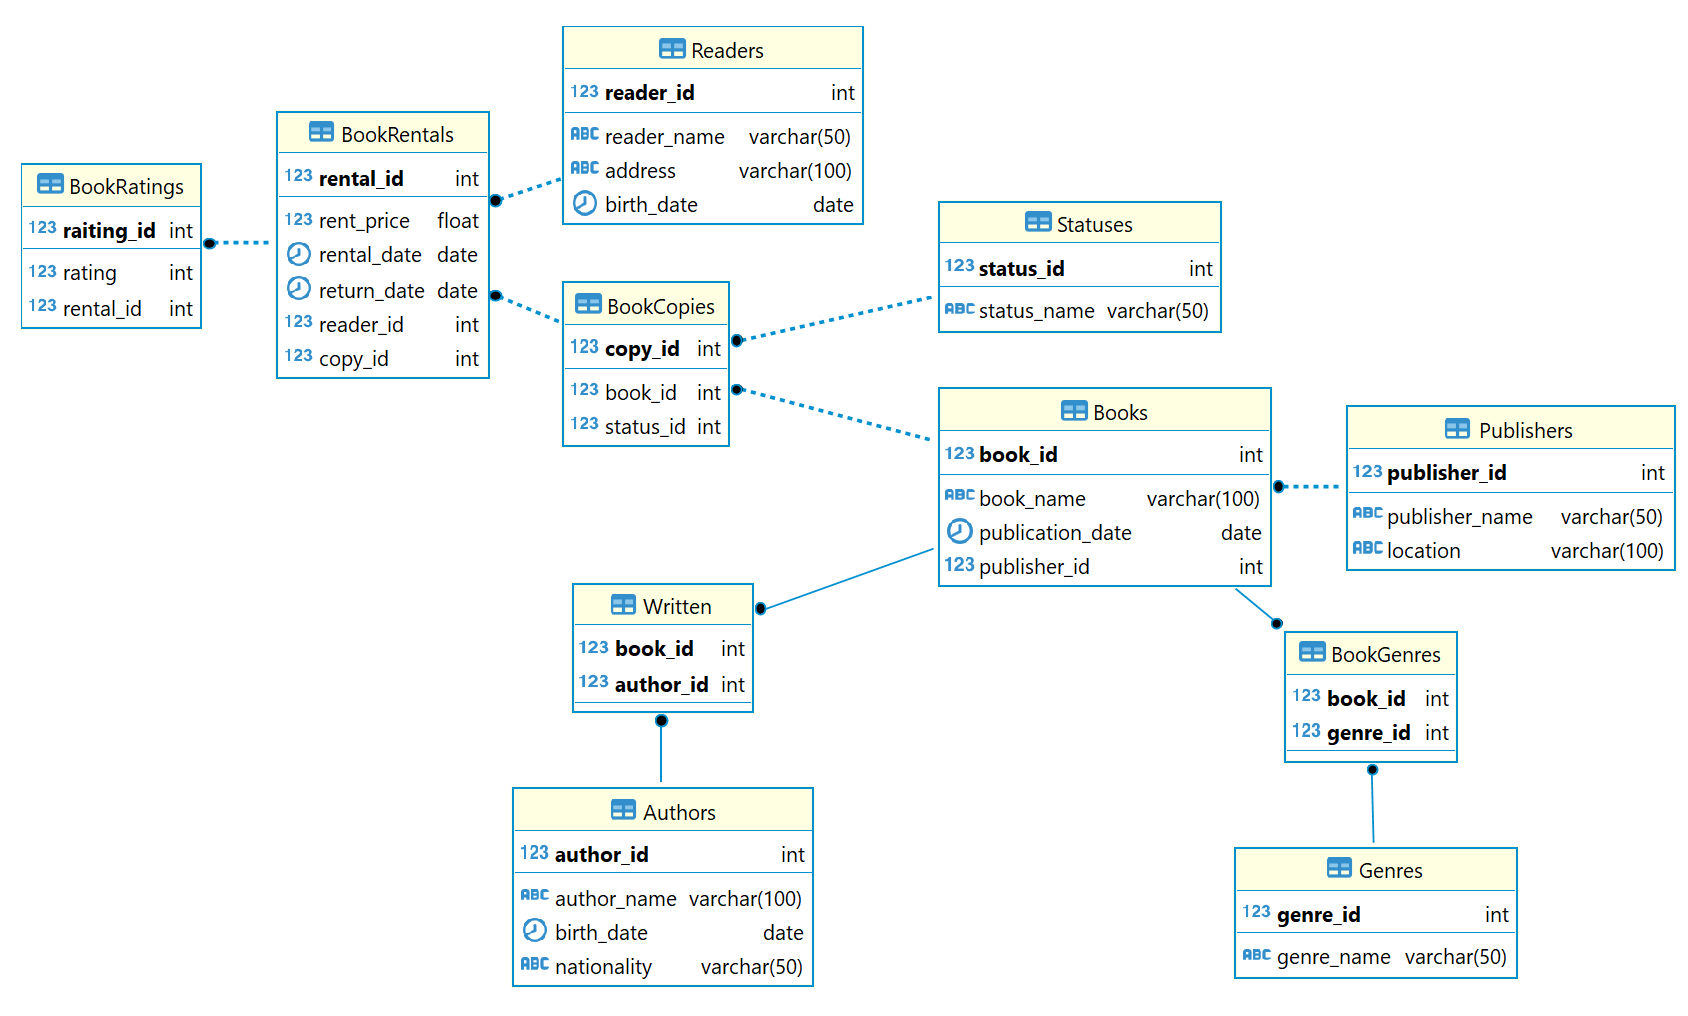 BookRatings
123 raiting_id int
123 rating int
123 rental_id int
BookRentals
123 rental_id int
123 rent_price float
rental_date date
return_date date
123 reader_id int
123 copy_id int
Readers
123 reader_id int
ABC reader_name varchar(50)
ABC address varchar(100)
birth_date date
BookCopies
123 copy_id int
123 book_id int
123 status_id int
Statuses
123 status_id int
ABC status_name varchar(50)
Books
123 book_id int
ABC book_name varchar(100)
publication_date date
123 publisher_id int
Publishers
123 publisher_id int
ABC publisher_name varchar(50)
ABC location varchar(100)
Written
123 book_id int
123 author_id int
BookGenres
123 book_id int
123 genre_id int
Authors
123 author_id int
ABC author_name varchar(100)
birth_date date
ABC nationality varchar(50)
Genres
123 genre_id int
ABC genre_name varchar(50)